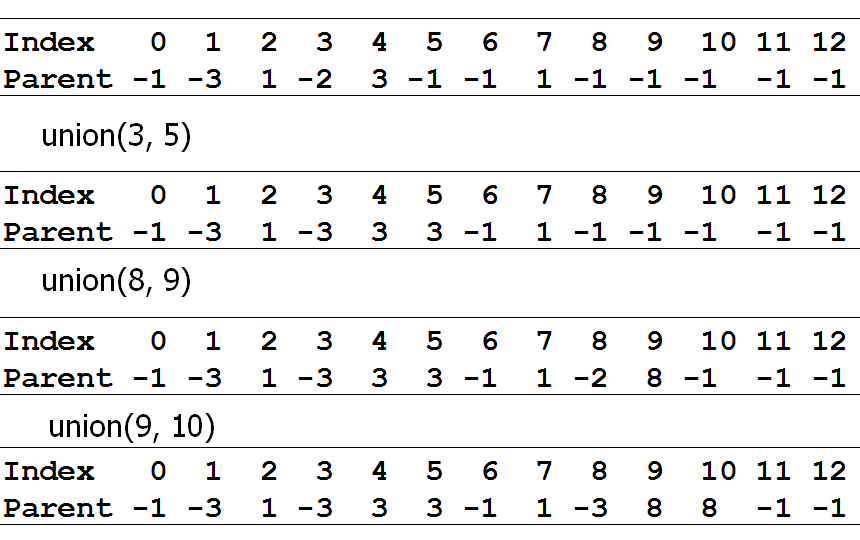 Index 0 1 2 3 4 5 6 7 8 9 10 11 12
Parent -1 -3 1 -2 3 -1 -1 1 -1 -1 -1 -1 -1
union(3, 5)
Index 0 1 2 3 4 5 6 7 8 9 10 11 12
Parent -1 -3 1 -3 3 3 -1 1 -1 -1 -1 -1 -1
union(8, 9)
Index 0 1 2 3 4 5 6 7 8 9 10 11 12
Parent -1 -3 1 -3 3 3 -1 1 -2 8 -1 -1 -1
union(9, 10)
Index 0 1 2 3 4 5 6 7 8 9 10 11 12
Parent -1 -3 1 -3 3 3 -1 1 -3 8 8 -1 -1